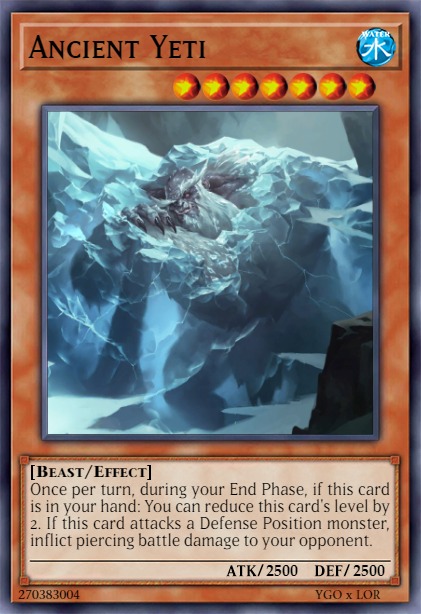 Ancient Yeti
WATER
水
[Beast/Effect]
Once per turn, during your End Phase, if this card
is in your hand: You can reduce this card's level by
2. If this card attacks a Defense Position monster,
inflict piercing battle damage to your opponent.
ATK/2500 DEF/2500
270383004 YGO x LOR